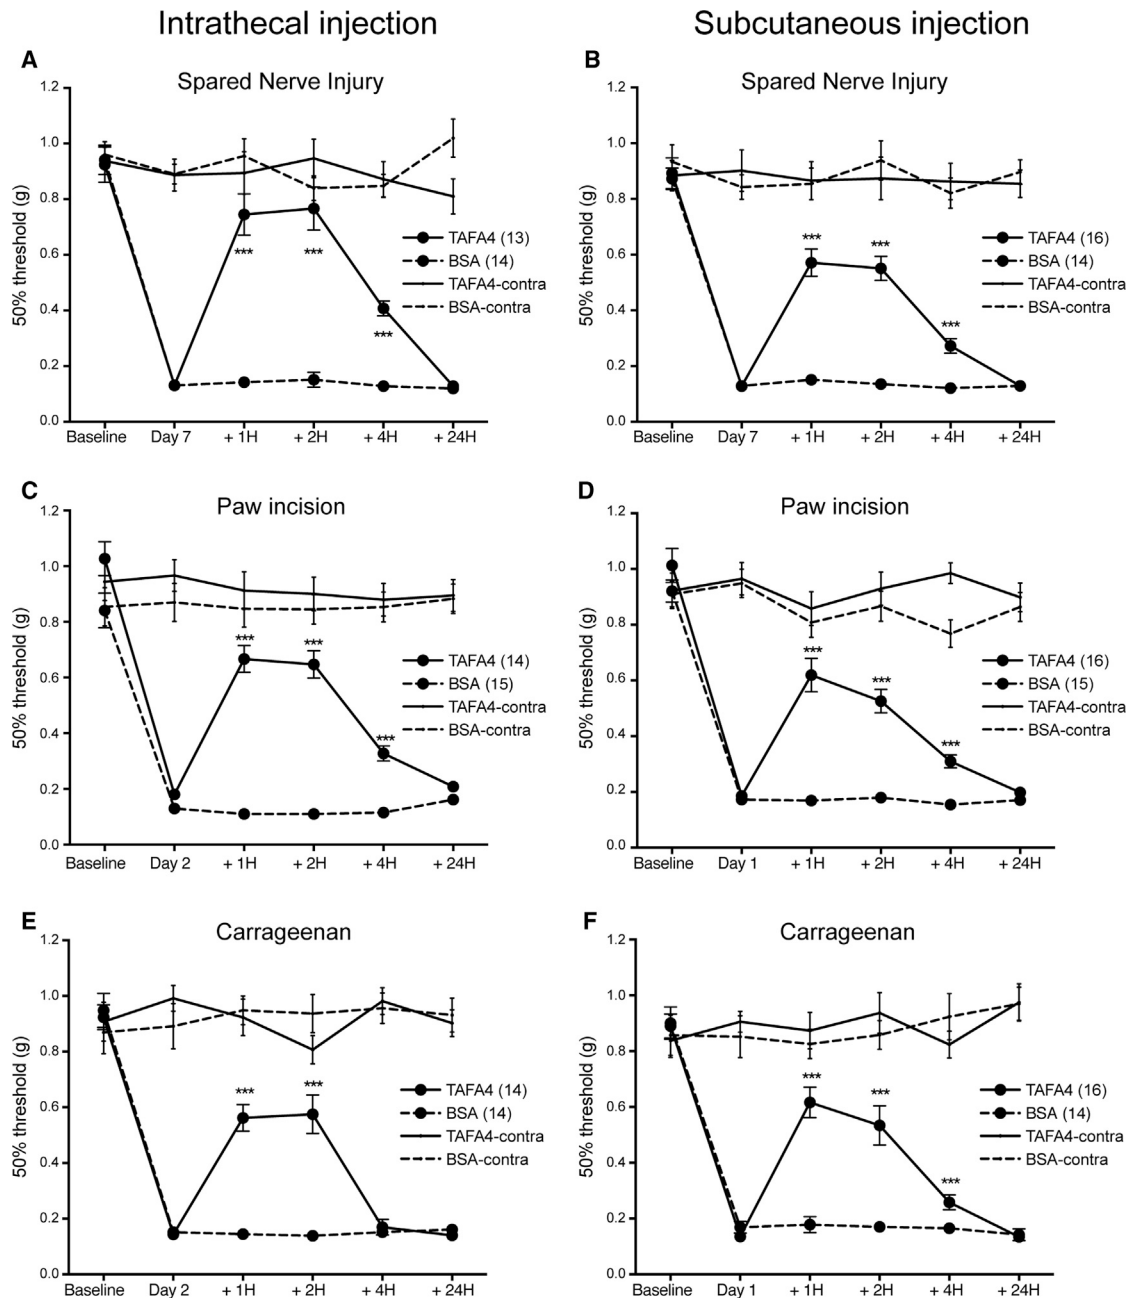 Intrathecal injection
Subcutaneous injection
A
Spared Nerve Injury
50% threshold (g)
1.2
1.0
0.8
0.6
0.4
0.2
0.0
***
***
***
TAFA4 (13)
BSA (14)
TAFA4-contra
BSA-contra
Baseline Day 7 + 1H + 2H + 4H + 24H
B
Spared Nerve Injury
50% threshold (g)
1.2
1.0
0.8
0.6
0.4
0.2
0.0
***
***
***
TAFA4 (16)
BSA (14)
TAFA4-contra
BSA-contra
Baseline Day 7 + 1H + 2H + 4H + 24H
C
Paw incision
50% threshold (g)
1.2
1.0
0.8
0.6
0.4
0.2
0.0
***
***
***
TAFA4 (14)
BSA (15)
TAFA4-contra
BSA-contra
Baseline Day 2 + 1H + 2H + 4H + 24H
D
Paw incision
50% threshold (g)
1.2
1.0
0.8
0.6
0.4
0.2
0.0
***
***
***
TAFA4 (16)
BSA (15)
TAFA4-contra
BSA-contra
Baseline Day 1 + 1H + 2H + 4H + 24H
E
Carrageenan
50% threshold (g)
1.2
1.0
0.8
0.6
0.4
0.2
0.0
***
***
TAFA4 (14)
BSA (14)
TAFA4-contra
BSA-contra
Baseline Day 2 + 1H + 2H + 4H + 24H
F
Carrageenan
50% threshold (g)
1.2
1.0
0.8
0.6
0.4
0.2
0.0
***
***
***
TAFA4 (16)
BSA (14)
TAFA4-contra
BSA-contra
Baseline Day 1 + 1H + 2H + 4H + 24H